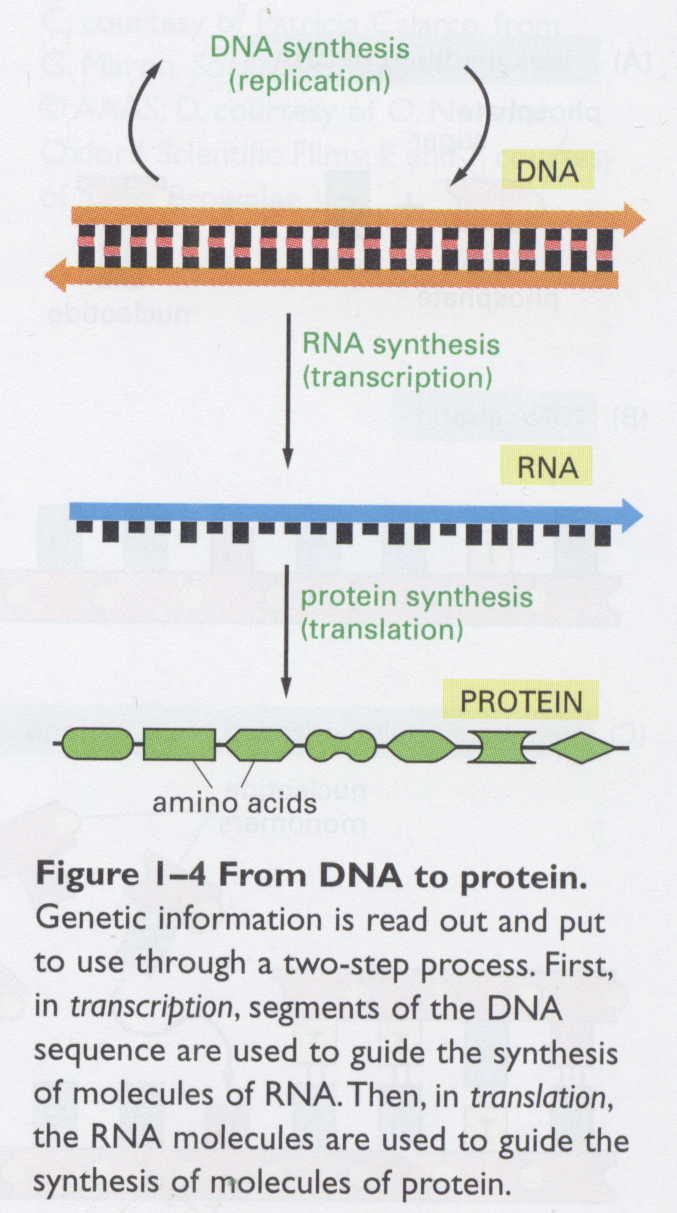 DNA synthesis
(replication)
DNA
RNA synthesis
(transcription)
RNA
protein synthesis
(translation)
PROTEIN
amino acids
Figure 1–4 From DNA to protein.
Genetic information is read out and put
to use through a two-step process. First,
in transcription, segments of the DNA
sequence are used to guide the synthesis
of molecules of RNA. Then, in translation,
the RNA molecules are used to guide the
synthesis of molecules of protein.